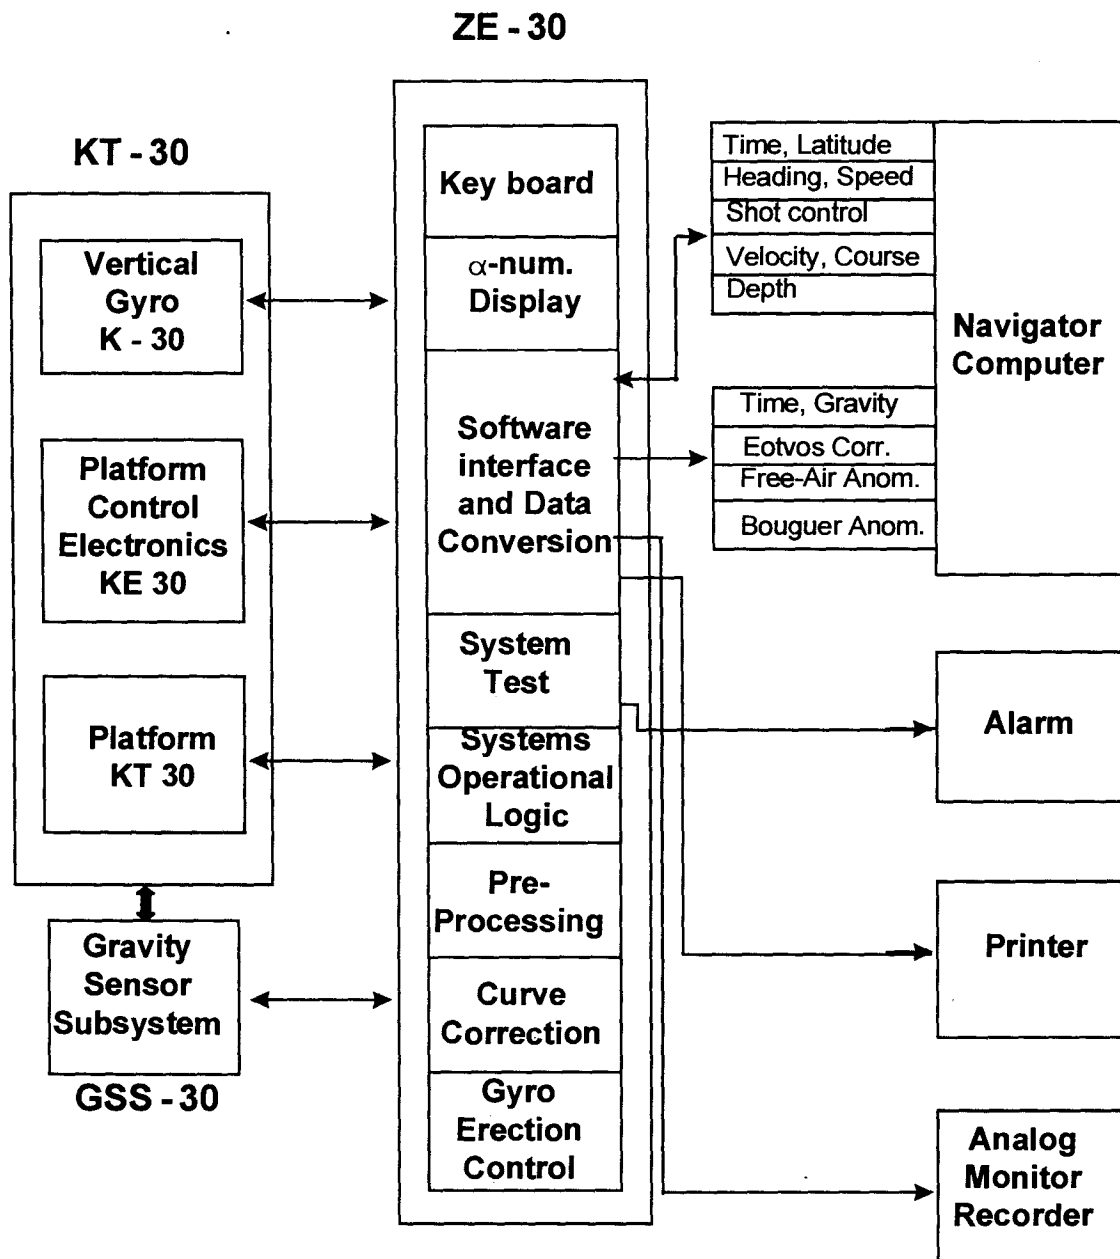 ZE - 30
KT - 30
Vertical
Gyro
K - 30
Platform
Control
Electronics
KE 30
Platform
KT 30
Gravity
Sensor
Subsystem
GSS - 30
Key board
α-num.
Display
Software
interface
and Data
Conversion
System
Test
Systems
Operational
Logic
Pre-
Processing
Curve
Correction
Gyro
Erection
Control
Time, Latitude
Heading, Speed
Shot control
Velocity, Course
Depth
Time, Gravity
Eotvos Corr.
Free-Air Anom.
Bouguer Anom.
Navigator
Computer
Alarm
Printer
Analog
Monitor
Recorder